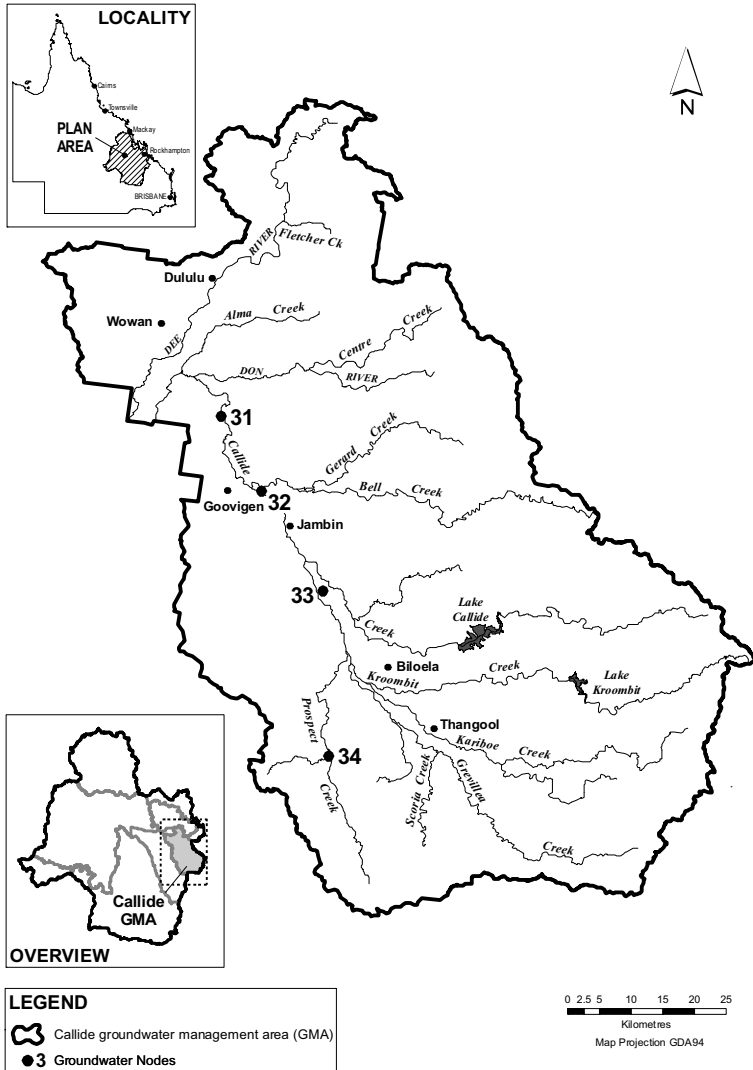 LOCALITY
Cairns
Townsville
Mackay
PLAN
AREA
Rockhampton
BRISBANE
N
RIVER
Fletcher Ck
Dululu
Alma Creek
Wowan
DEE
Centre Creek
DON RIVER
31
Callide
Gerard Creek
Bell Creek
Goovigen
32
Jambin
33
Lake
Callide
Creek
Biloela
Kroombit Creek
Lake
Kroombit
Prospect
Creek
Thangool
Kariboe Creek
34
Scoria Creek
Grevillea
Creek
Callide
GMA
OVERVIEW
LEGEND
Callide groundwater management area (GMA)
3 Groundwater Nodes
0 2.5 5 10 15 20 25
Kilometres
Map Projection GDA94